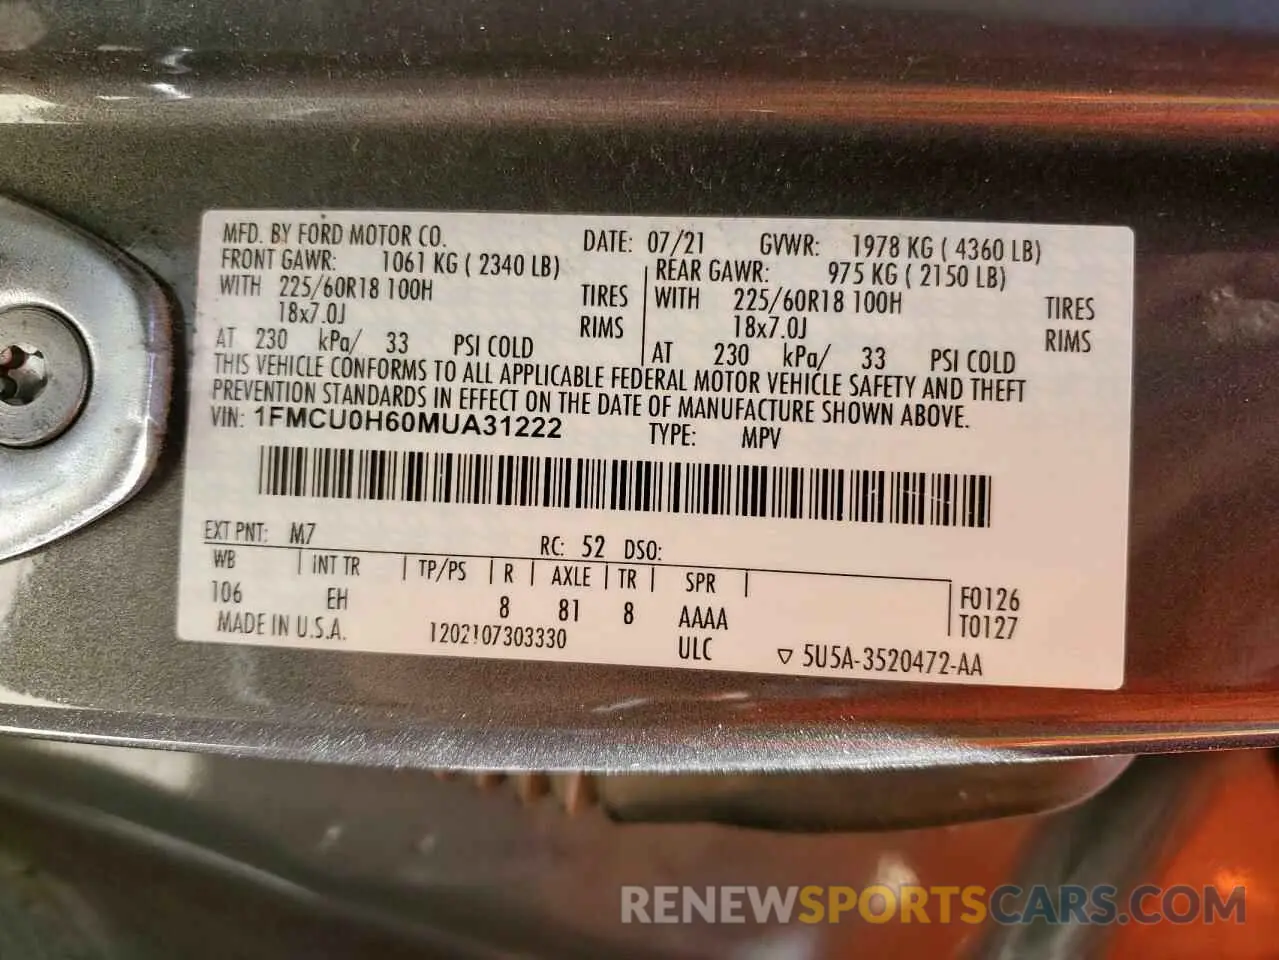 MFD. BY FORD MOTOR CO. DATE: 07/21 GVWR: 1978 KG ( 4360 LB)
FRONT GAWR: 1061 KG ( 2340 LB) REAR GAWR: 975 KG ( 2150 LB)
WITH 225/60R18 100H TIRES WITH 225/60R18 100H TIRES
18x7.0J RIMS 18x7.0J RIMS
AT 230 kPa/ 33 PSI COLD AT 230 kPa/ 33 PSI COLD
THIS VEHICLE CONFORMS TO ALL APPLICABLE FEDERAL MOTOR VEHICLE SAFETY AND THEFT
PREVENTION STANDARDS IN EFFECT ON THE DATE OF MANUFACTURE SHOWN ABOVE.
VIN: 1FMCU0H60MUA31222 TYPE: MPV
EXT PNT: M7 RC: 52 DSO:
WB INT TR TP/PS R AXLE TR SPR
106 EH 8 81 8 AAAA F0126
T0127
MADE IN U.S.A. 1202107303330 ULC ▽ 5U5A-3520472-AA
RENEWSPORTSCARS.COM